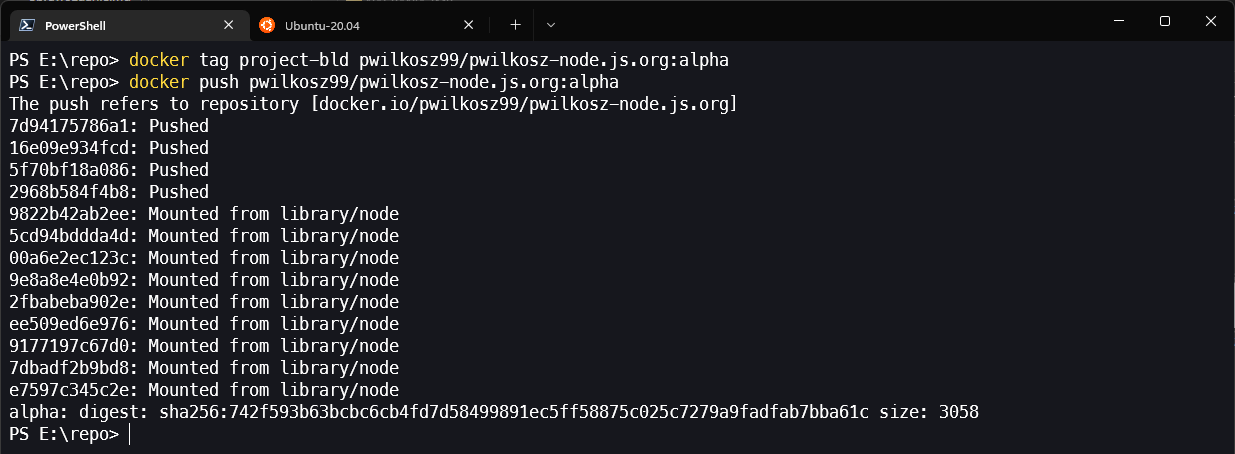 PowerShell
Ubuntu-20.04
PS E:\repo> docker tag project-bld pwilkosz99/pwilkosz-node.js.org:alpha
PS E:\repo> docker push pwilkosz99/pwilkosz-node.js.org:alpha
The push refers to repository [docker.io/pwilkosz99/pwilkosz-node.js.org]
7d94175786a1: Pushed
16e09e934fcd: Pushed
5f70bf18a086: Pushed
2968b584f4b8: Pushed
9822b42ab2ee: Mounted from library/node
5cd94bddda4d: Mounted from library/node
00a6e2ec123c: Mounted from library/node
9e8a8e4e0b92: Mounted from library/node
2fbabeba902e: Mounted from library/node
ee509ed6e976: Mounted from library/node
9177197c67d0: Mounted from library/node
7dbadf2b9bd8: Mounted from library/node
e7597c345c2e: Mounted from library/node
alpha: digest: sha256:742f593b63bcbc6cb4fd7d58499891ec5ff58875c025c7279a9fadfab7bba61c size: 3058
PS E:\repo>